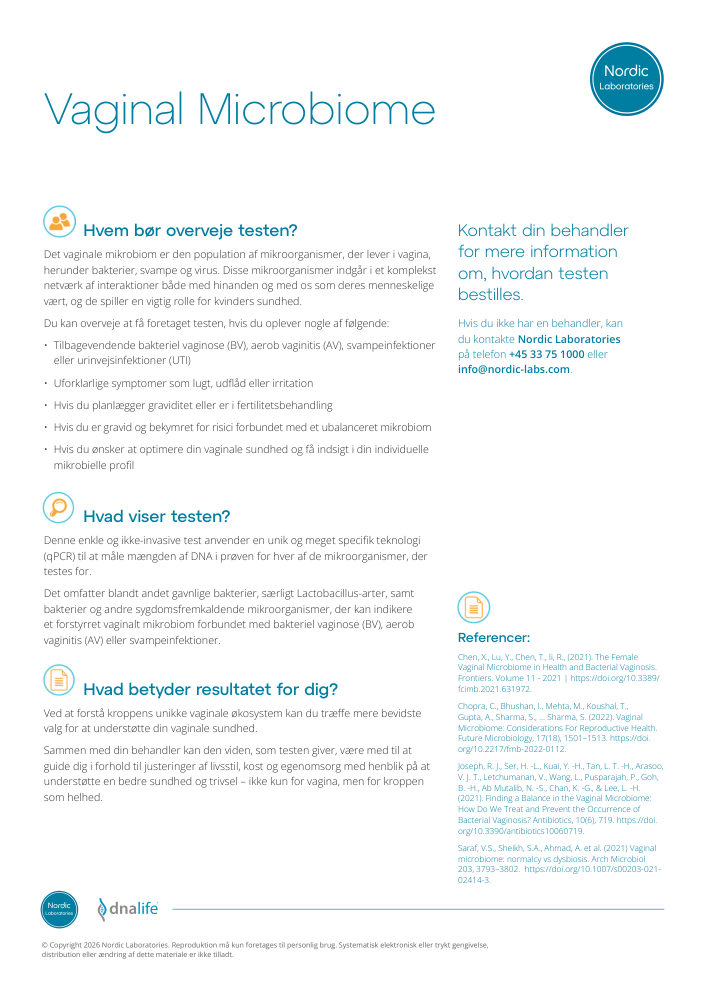 Nordic
Laboratories
Vaginal Microbiome
Hvem bør overveje testen?
Det vaginale mikrobiom er den population af mikroorganismer, der lever i vagina,
herunder bakterier, svampe og virus. Disse mikroorganismer indgår i et komplekst
netværk af interaktioner både med hinanden og med os som deres menneskelige
vært, og de spiller en vigtig rolle for kvinders sundhed.
Du kan overveje at få foretaget testen, hvis du oplever nogle af følgende:
• Tilbagevendende bakteriel vaginose (BV), aerob vaginitis (AV), svampeinfektioner
eller urinvejsinfektioner (UTI)
• Uforklarlige symptomer som lugt, udflåd eller irritation
• Hvis du planlægger graviditet eller er i fertilitetsbehandling
• Hvis du er gravid og bekymret for risici forbundet med et ubalanceret mikrobiom
• Hvis du ønsker at optimere din vaginale sundhed og få indsigt i din individuelle
mikrobielle profil
Hvad viser testen?
Denne enkle og ikke-invasive test anvender en unik og meget specifik teknologi
(qPCR) til at måle mængden af DNA i prøven for hver af de mikroorganismer, der
testes for.
Det omfatter blandt andet gavnlige bakterier, særligt Lactobacillus-arter, samt
bakterier og andre sygdomsfremkaldende mikroorganismer, der kan indikere
et forstyrret vaginalt mikrobiom forbundet med bakteriel vaginose (BV), aerob
vaginitis (AV) eller svampeinfektioner.
Hvad betyder resultatet for dig?
Ved at forstå kroppens unikke vaginale økosystem kan du træffe mere bevidste
valg for at understøtte din vaginale sundhed.
Sammen med din behandler kan den viden, som testen giver, være med til at
guide dig i forhold til justeringer af livsstil, kost og egenomsorg med henblik på at
understøtte en bedre sundhed og trivsel – ikke kun for vagina, men for kroppen
som helhed.
Kontakt din behandler
for mere information
om, hvordan testen
bestilles.
Hvis du ikke har en behandler, kan
du kontakte Nordic Laboratories
på telefon +45 33 75 1000 eller
info@nordic-labs.com.
Referencer:
Chen, X., Lu, Y., Chen, T., li, R., (2021). The Female
Vaginal Microbiome in Health and Bacterial Vaginosis.
Frontiers. Volume 11 - 2021 | https://doi.org/10.3389/
fcimb.2021.631972.
Chopra, C., Bhushan, I., Mehta, M., Koushal, T.,
Gupta, A., Sharma, S., ... Sharma, S. (2022). Vaginal
Microbiome: Considerations For Reproductive Health.
Future Microbiology, 17(18), 1501–1513. https://doi.
org/10.2217/fmb-2022-0112.
Joseph, R. J., Ser, H. -L., Kuai, Y. -H., Tan, L. T. -H., Arasoo,
V. J. T., Letchumanan, V., Wang, L., Pusparajah, P., Goh,
B. -H., Ab Mutalib, N. -S., Chan, K. -G., & Lee, L. -H.
(2021). Finding a Balance in the Vaginal Microbiome:
How Do We Treat and Prevent the Occurrence of
Bacterial Vaginosis? Antibiotics, 10(6), 719. https://doi.
org/10.3390/antibiotics10060719.
Saraf, V.S., Sheikh, S.A., Ahmad, A. et al. (2021) Vaginal
microbiome: normalcy vs dysbiosis. Arch Microbiol
203, 3793–3802. https://doi.org/10.1007/s00203-021-
02414-3.
Nordic
Laboratories
dnalife
© Copyright 2026 Nordic Laboratories. Reproduktion må kun foretages til personlig brug. Systematisk elektronisk eller trykt gengivelse,
distribution eller ændring af dette materiale er ikke tilladt.